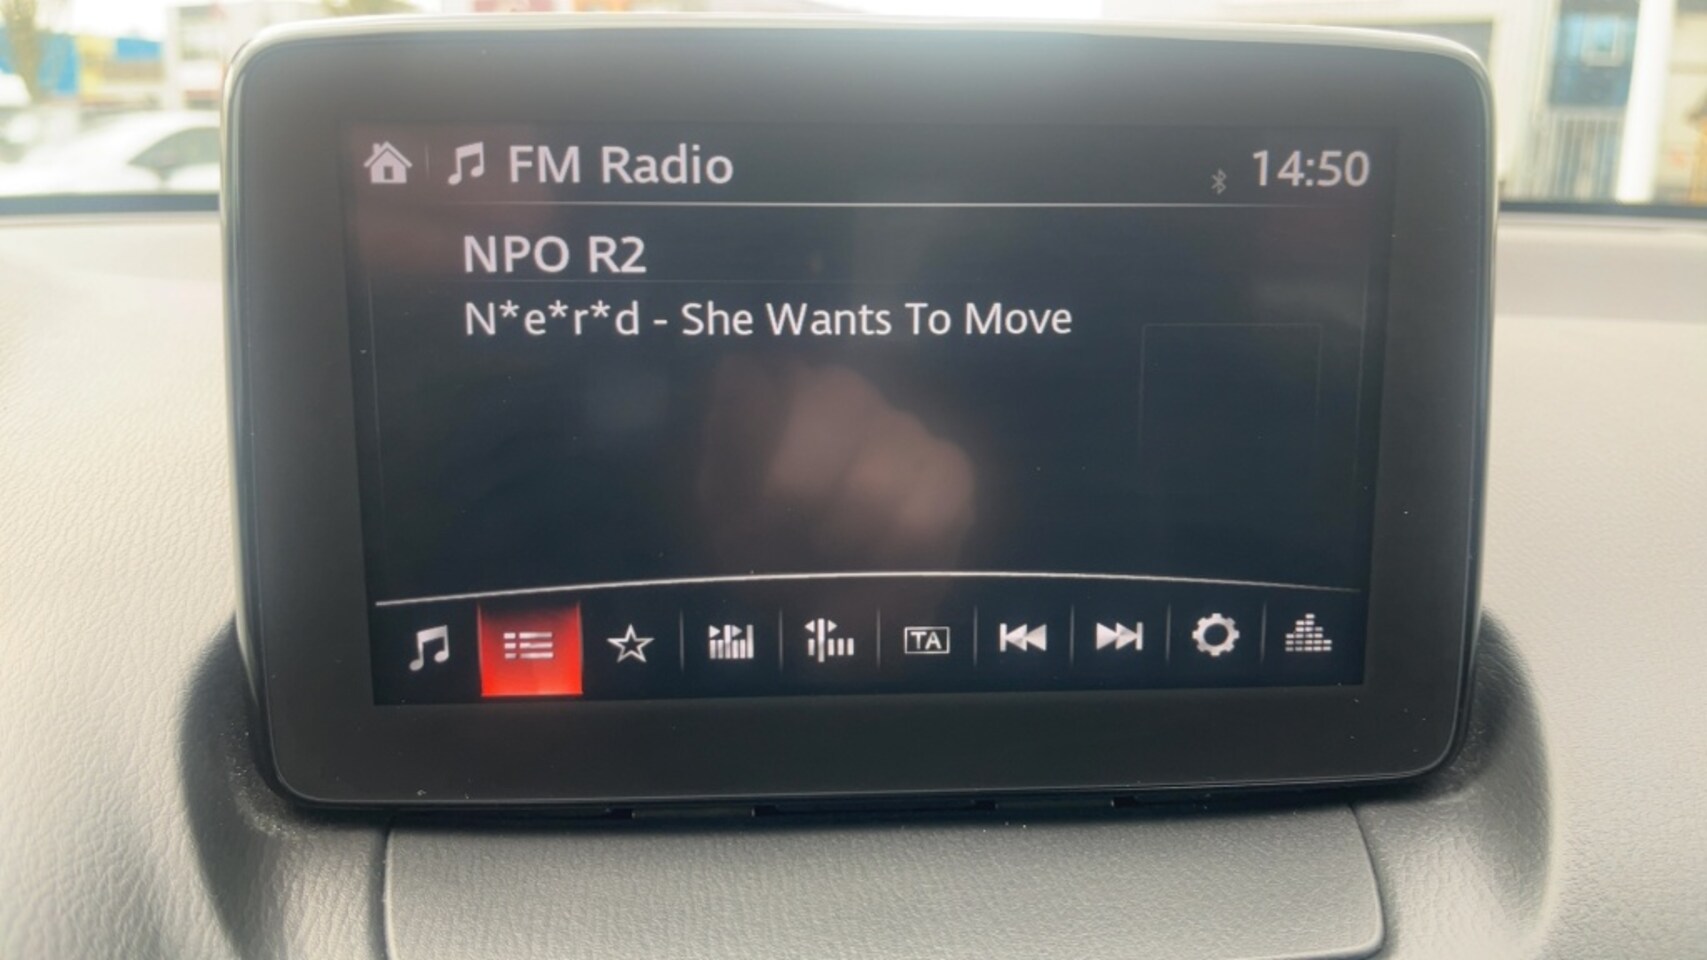 FM Radio
14:50
NPO R2
N*e*r*d - She Wants To Move
TA